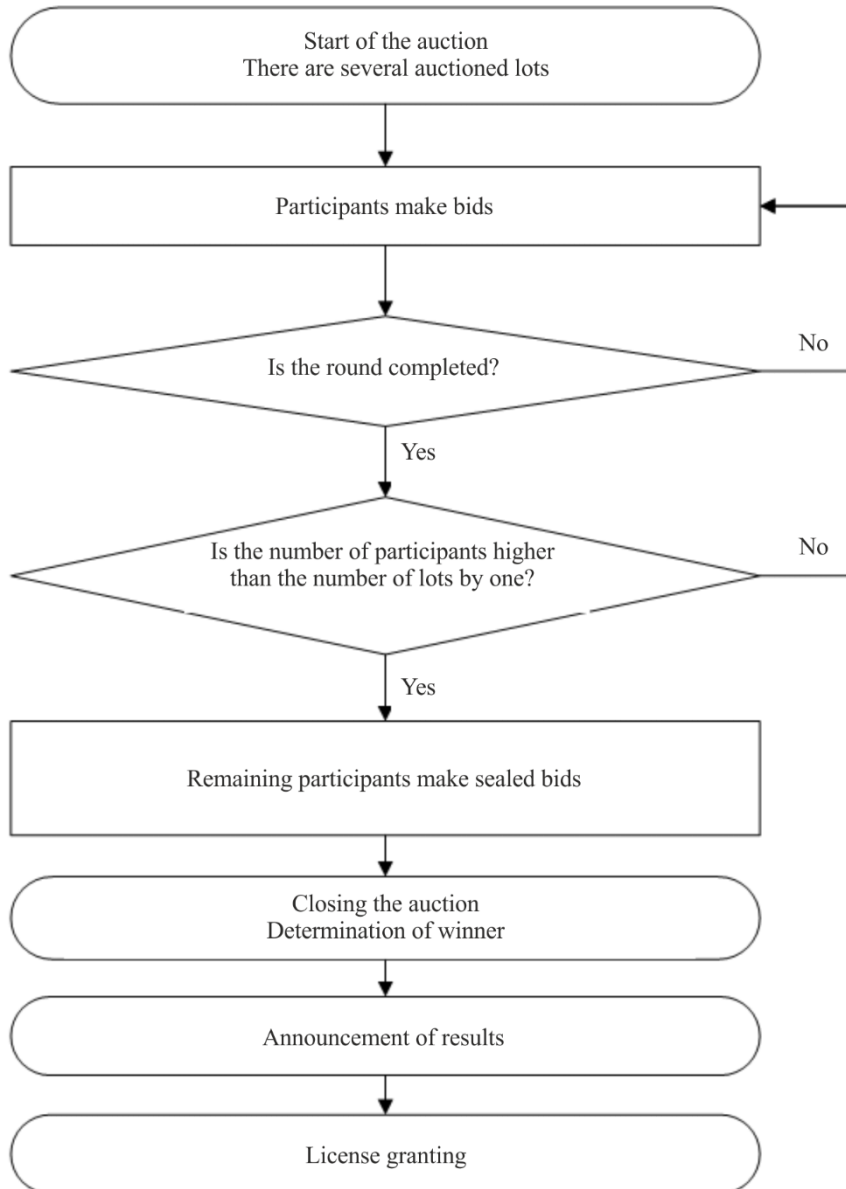 Start of the auction
There are several auctioned lots
Participants make bids
Is the round completed?
No
Yes
Is the number of participants higher
than the number of lots by one?
No
Yes
Remaining participants make sealed bids
Closing the auction
Determination of winner
Announcement of results
License granting